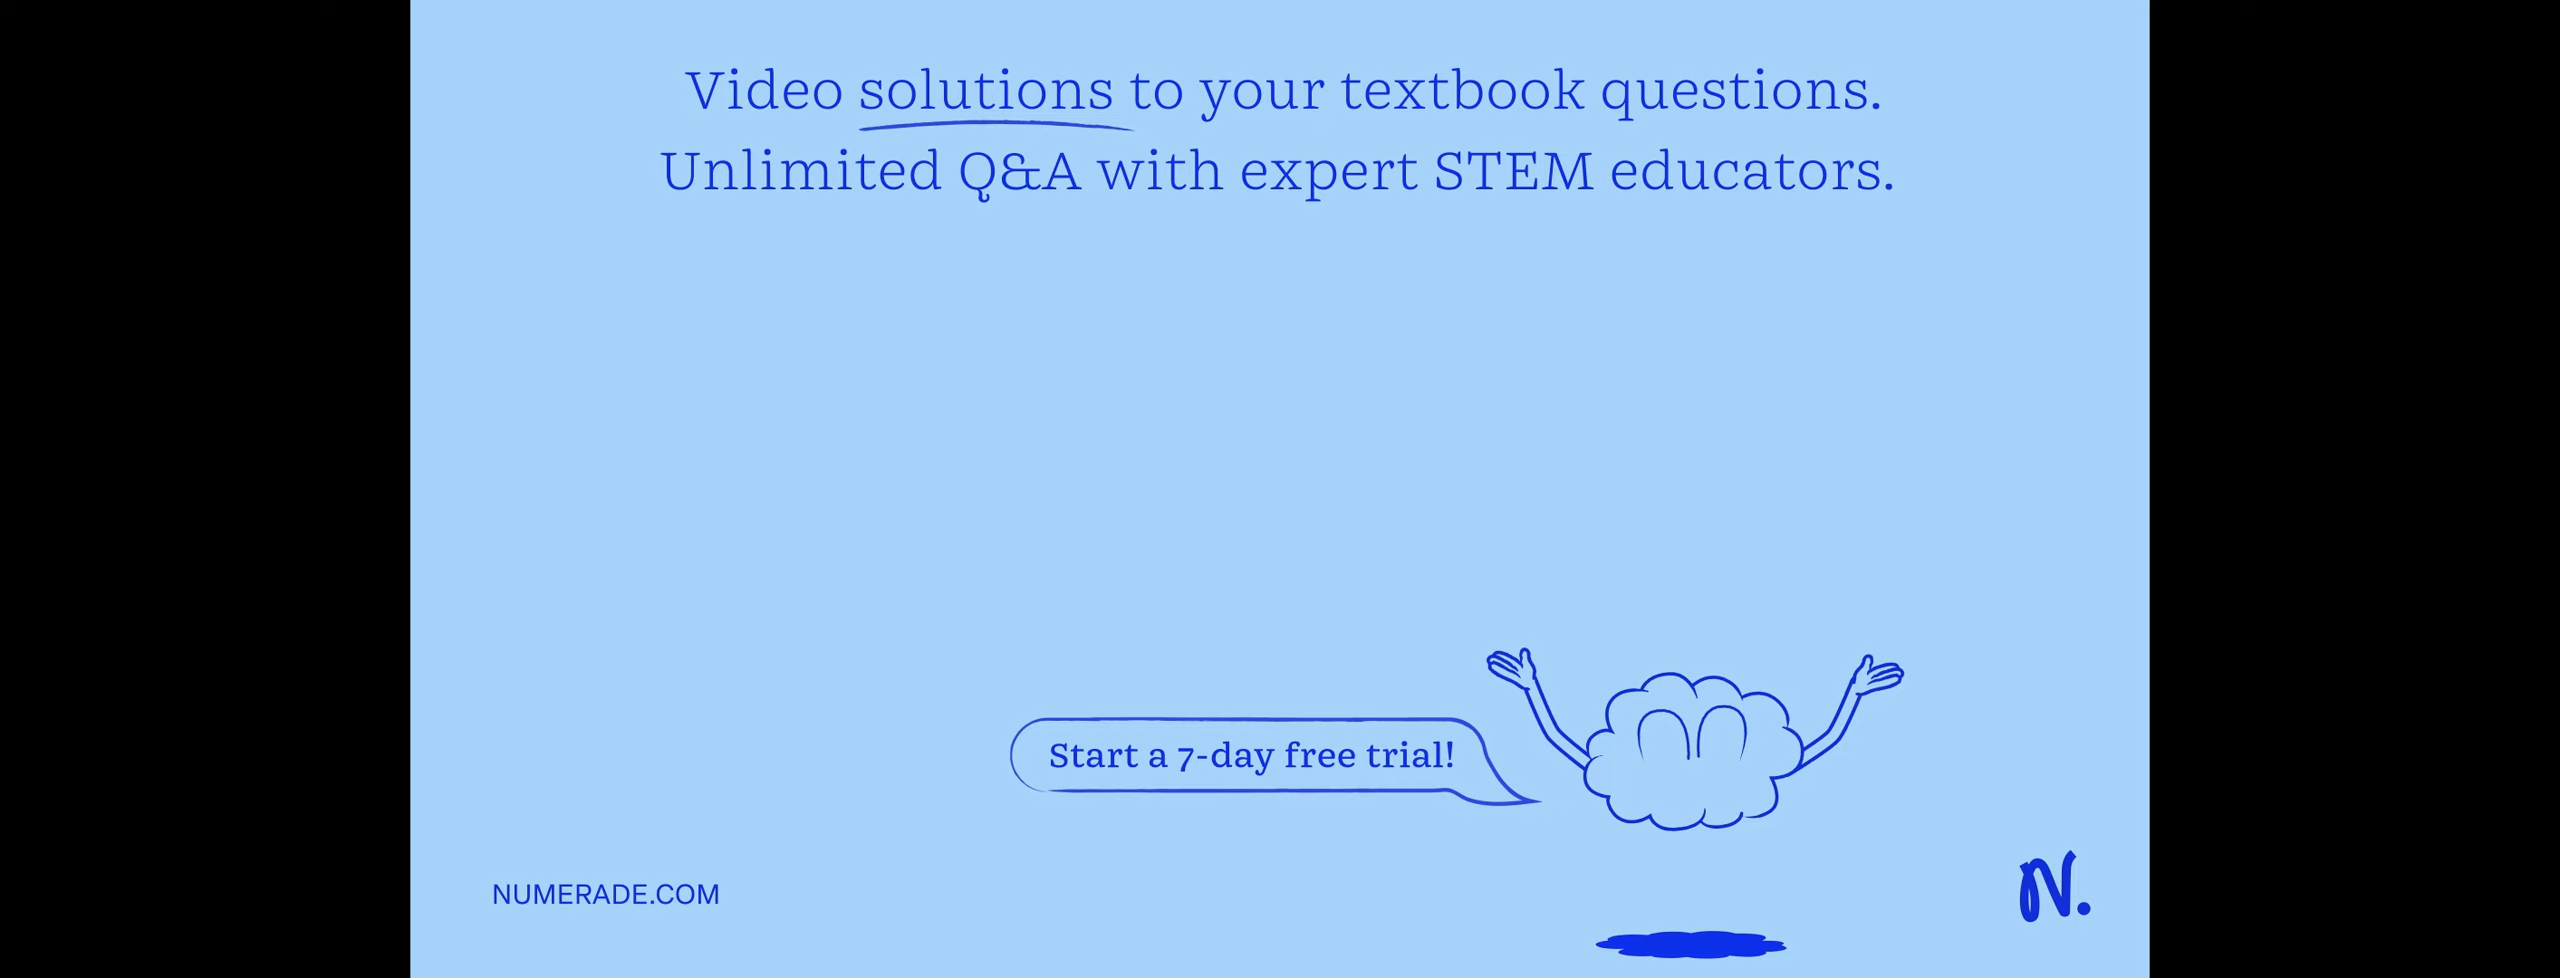 Video solutions to your textbook questions.
Unlimited Q&A with expert STEM educators.
Start a 7-day free trial!
NUMERADE.COM
N.